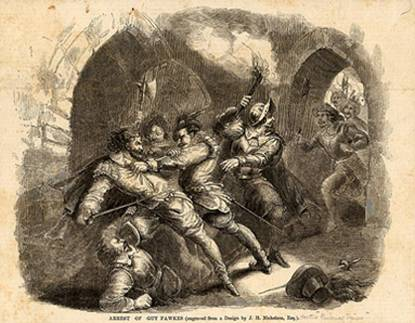 ARREST OF GUY FAWKES (engraved from a Design by J. H. Nicholson, Esq.).